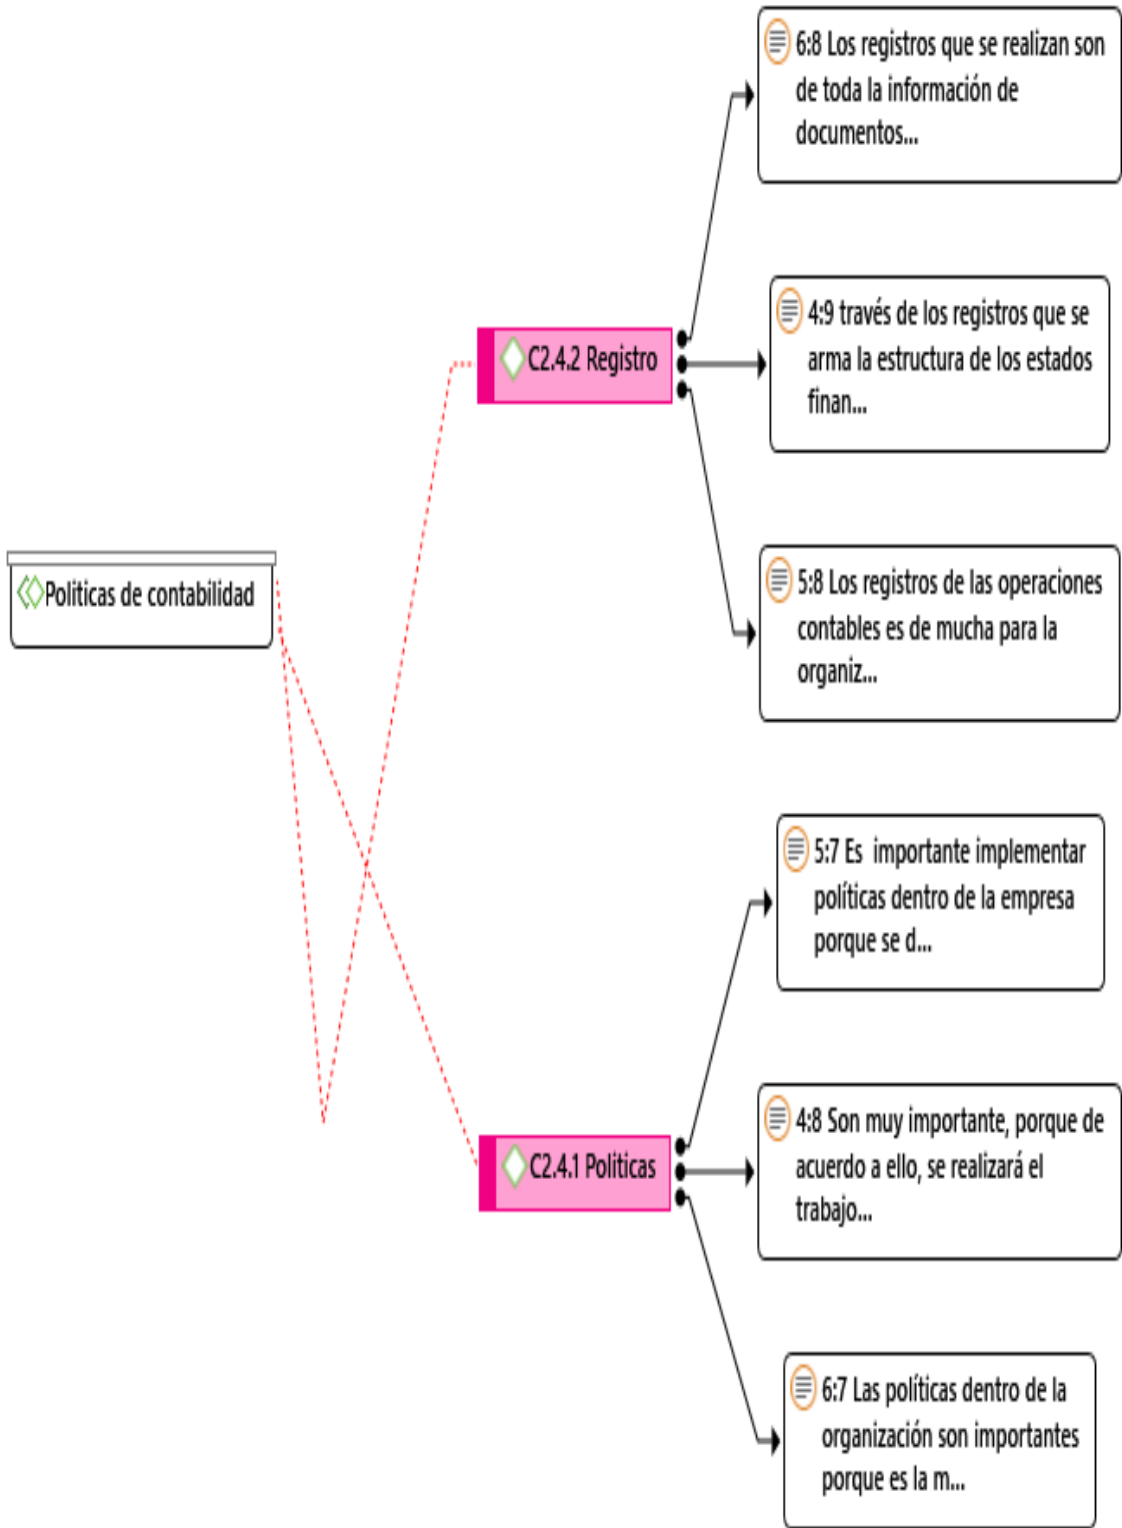 6:8 Los registros que se realizan son
de toda la información de
documentos...
4:9 través de los registros que se
arma la estructura de los estados
finan...
C2.4.2 Registro
5:8 Los registros de las operaciones
contables es de mucha para la
organiz...
Politicas de contabilidad
5:7 Es importante implementar
políticas dentro de la empresa
porque se d...
4:8 Son muy importante, porque de
acuerdo a ello, se realizará el
trabajo...
C2.4.1 Politicas
6:7 Las políticas dentro de la
organización son importantes
porque es la m...